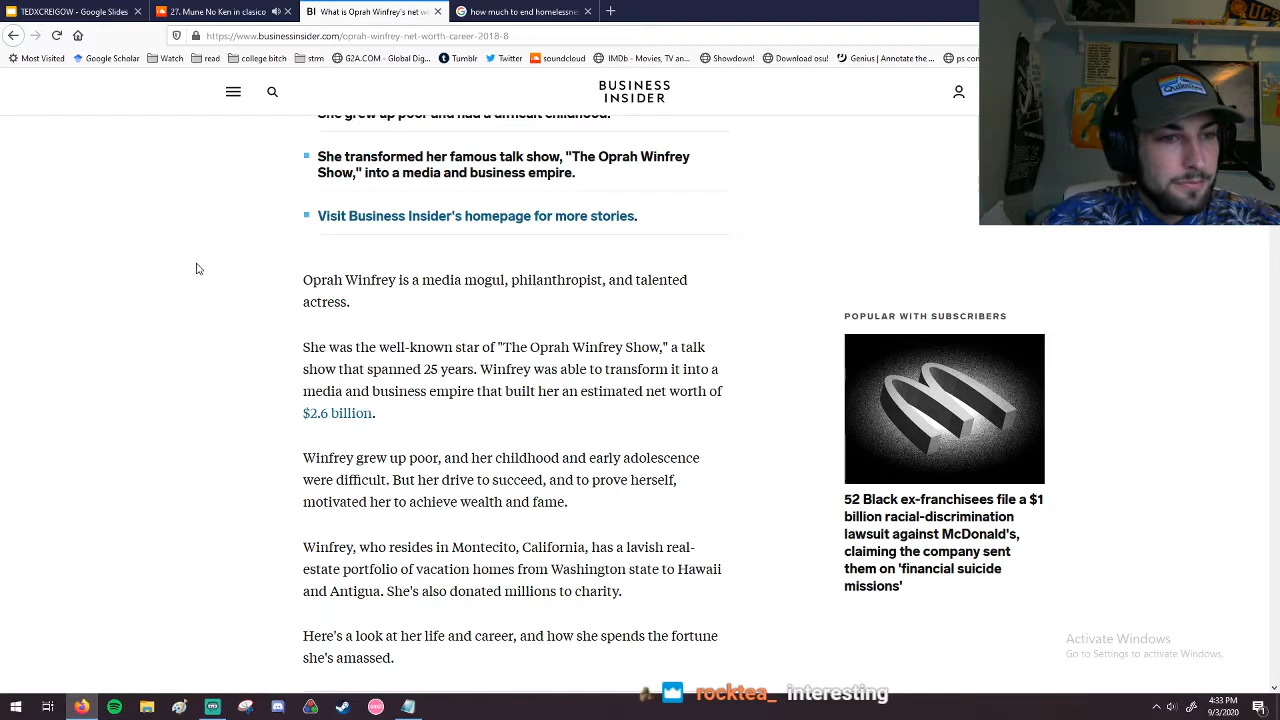 TEDXCREIGOV - Google Slides
27. Mune No Ken clasico
BI What is Oprah Winfrey's net wo
how much to end homelessnes
https://www.businessinsider.com/oprah-winfrey-net-worth-career-2018-8
Most Visited Google Scholar Watch read college bitch strm G2A.COM - Global Dig... Tumblr Twitter soundcloud IMDb - Movies, TV an... Showdown! Download osu! Genius | Annotate the... ps con
BUSINESS
INSIDER
She grew up poor and had a difficult childhood.
She transformed her famous talk show, "The Oprah Winfrey
Show," into a media and business empire.
Visit Business Insider's homepage for more stories.
Oprah Winfrey is a media mogul, philanthropist, and talented
actress.
She was the well-known star of "The Oprah Winfrey Show," a talk
show that spanned 25 years. Winfrey was able to transform it into a
media and business empire that built her an estimated net worth of
$2.6 billion.
Winfrey grew up poor, and her childhood and early adolescence
were difficult. But her drive to succeed, and to prove herself,
motivated her to achieve wealth and fame.
Winfrey, who resides in Montecito, California, has a lavish real-
estate portfolio of vacation homes from Washington state to Hawaii
and Antigua. She's also donated millions to charity.
Here's a look at her life and career, and how she spends the fortune
she's amassed.
POPULAR WITH SUBSCRIBERS
52 Black ex-franchisees file a $1
billion racial-discrimination
lawsuit against McDonald's,
claiming the company sent
them on 'financial suicide
missions'
Activate Windows
Go to Settings to activate Windows.
rocktea_ interesting
4:33 PM
9/3/2020
Quiksilver